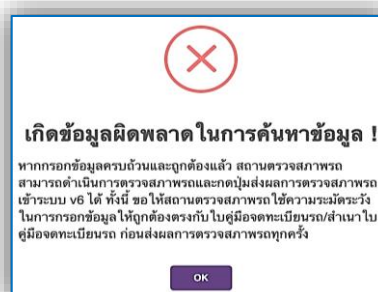 เกิดข้อมูลผิดพลาดในการค้นหาข้อมูล !
หากกรอกข้อมูลครบถ้วนและถูกต้องแล้ว สถานตรวจสภาพรถ
สามารถดำเนินการตรวจสภาพรถและกดปุ่มส่งผลการตรวจสภาพรถ
เข้าระบบ v6 ได้ ทั้งนี้ ขอให้สถานตรวจสภาพรถใช้ความระมัดระวัง
ในการกรอกข้อมูลให้ถูกต้องตรงกับใบคู่มือจดทะเบียนรถ/สำเนาใบ
คู่มือจดทะเบียนรถ ก่อนส่งผลการตรวจสภาพรถทุกครั้ง
OK